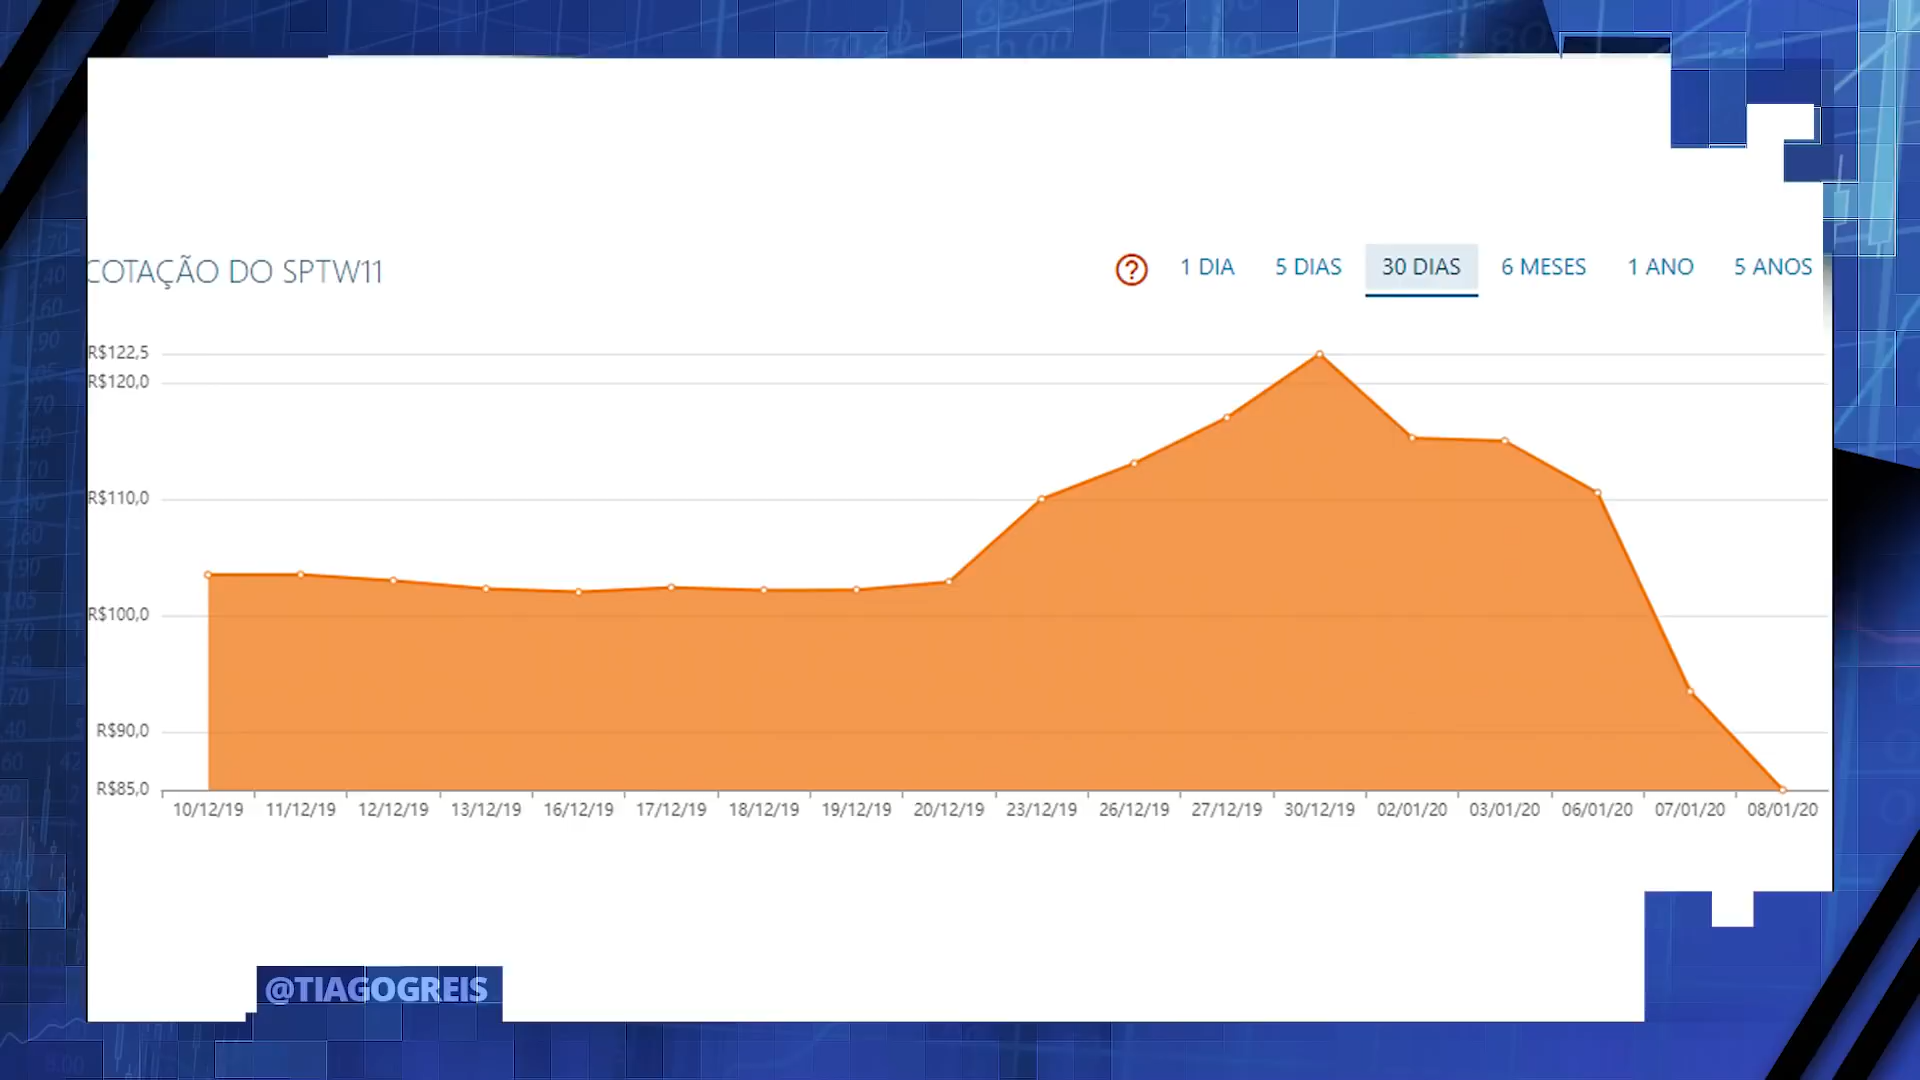 COTAÇÃO DO SPTW11
1 DIA 5 DIAS 30 DIAS 6 MESES 1 ANO 5 ANOS
R$122,5
R$120,0
R$110,0
R$100,0
R$90,0
R$85,0
10/12/19 11/12/19 12/12/19 13/12/19 16/12/19 17/12/19 18/12/19 19/12/19 20/12/19 23/12/19 26/12/19 27/12/19 30/12/19 02/01/20 03/01/20 06/01/20 07/01/20 08/01/20
@TIAGOGREIS